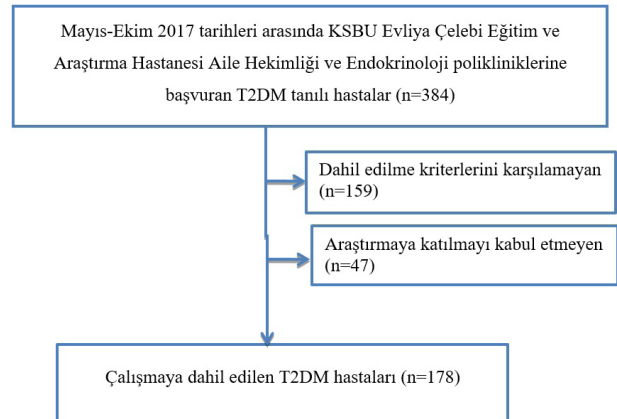 Mayıs-Ekim 2017 tarihleri arasında KSBU Evliya Çelebi Eğitim ve
Araştırma Hastanesi Aile Hekimliği ve Endokrinoloji polikliniklerine
başvuran T2DM tanılı hastalar (n=384)
Dahil edilme kriterlerini karşılamayan
(n=159)
Araştırmaya katılmayı kabul etmeyen
(n=47)
Çalışmaya dahil edilen T2DM hastaları (n=178)